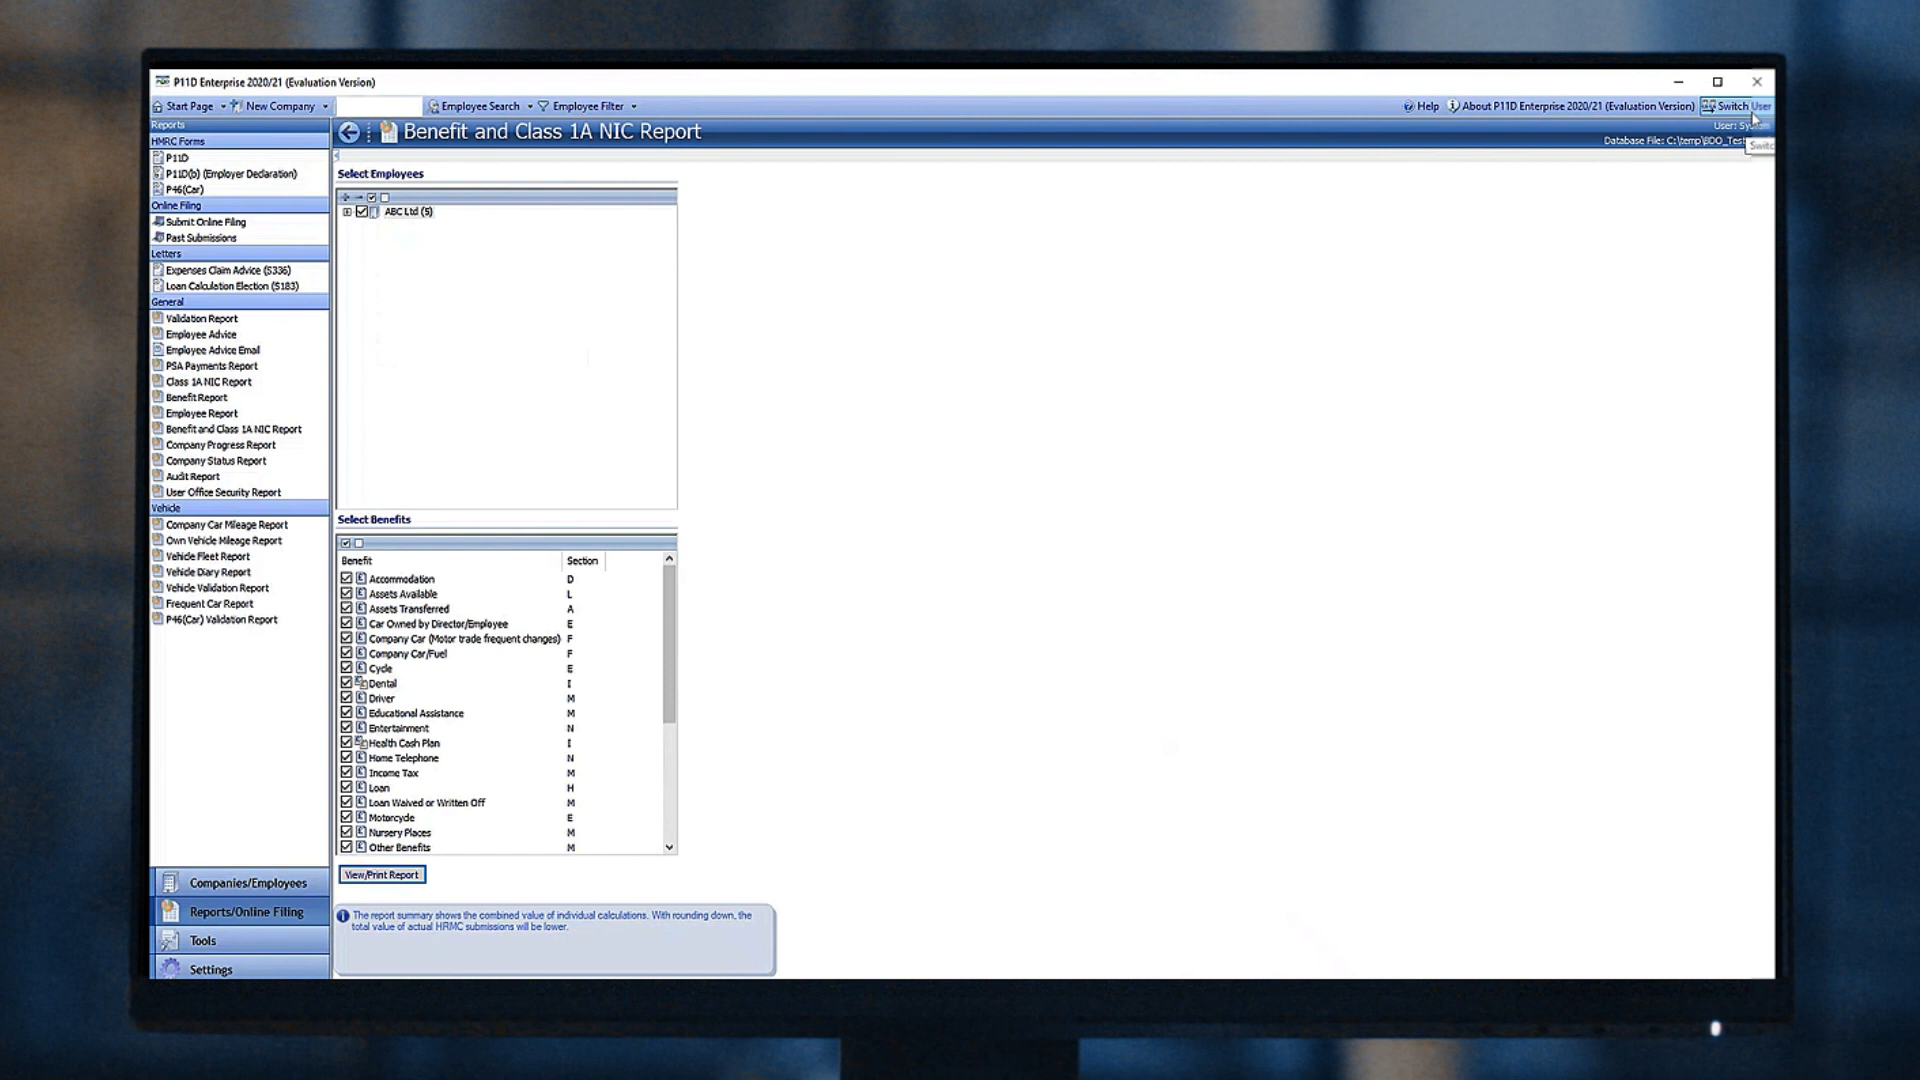 P11D Enterprise 2020/21 (Evaluation Version)
Start Page New Company Employee Search Employee Filter Help About P11D Enterprise 2020/21 (Evaluation Version) Switch User
Reports
HMRC Forms
P11D
P11D(b) (Employer Declaration)
P46(Car)
Online Filing
Submit Online Filing
Past Submissions
Letters
Expenses Claim Advice (S336)
Loan Calculation Election (S183)
General
Validation Report
Employee Advice
Employee Advice Email
PSA Payments Report
Class 1A NIC Report
Benefit Report
Employee Report
Benefit and Class 1A NIC Report
Company Progress Report
Company Status Report
Audit Report
User Office Security Report
Vehicle
Company Car Mileage Report
Own Vehicle Mileage Report
Vehicle Fleet Report
Vehicle Diary Report
Vehicle Validation Report
Frequent Car Report
P46(Car) Validation Report
Companies/Employees
Reports/Online Filing
Tools
Settings
Benefit and Class 1A NIC Report
User:
Database File: C:\temp\BDO_Tes
Switc
Select Employees
ABC Ltd (5)
Select Benefits
Benefit Section
Accommodation D
Assets Available L
Assets Transferred A
Car Owned by Director/Employee E
Company Car (Motor trade frequent changes) F
Company Car/Fuel F
Cycle E
Dental I
Driver M
Educational Assistance M
Entertainment N
Health Cash Plan I
Home Telephone N
Income Tax M
Loan H
Loan Waived or Written Off M
Motorcycle E
Nursery Places M
Other Benefits M
View/Print Report
The report summary shows the combined value of individual calculations. With rounding down, the
total value of actual HRMC submissions will be lower.